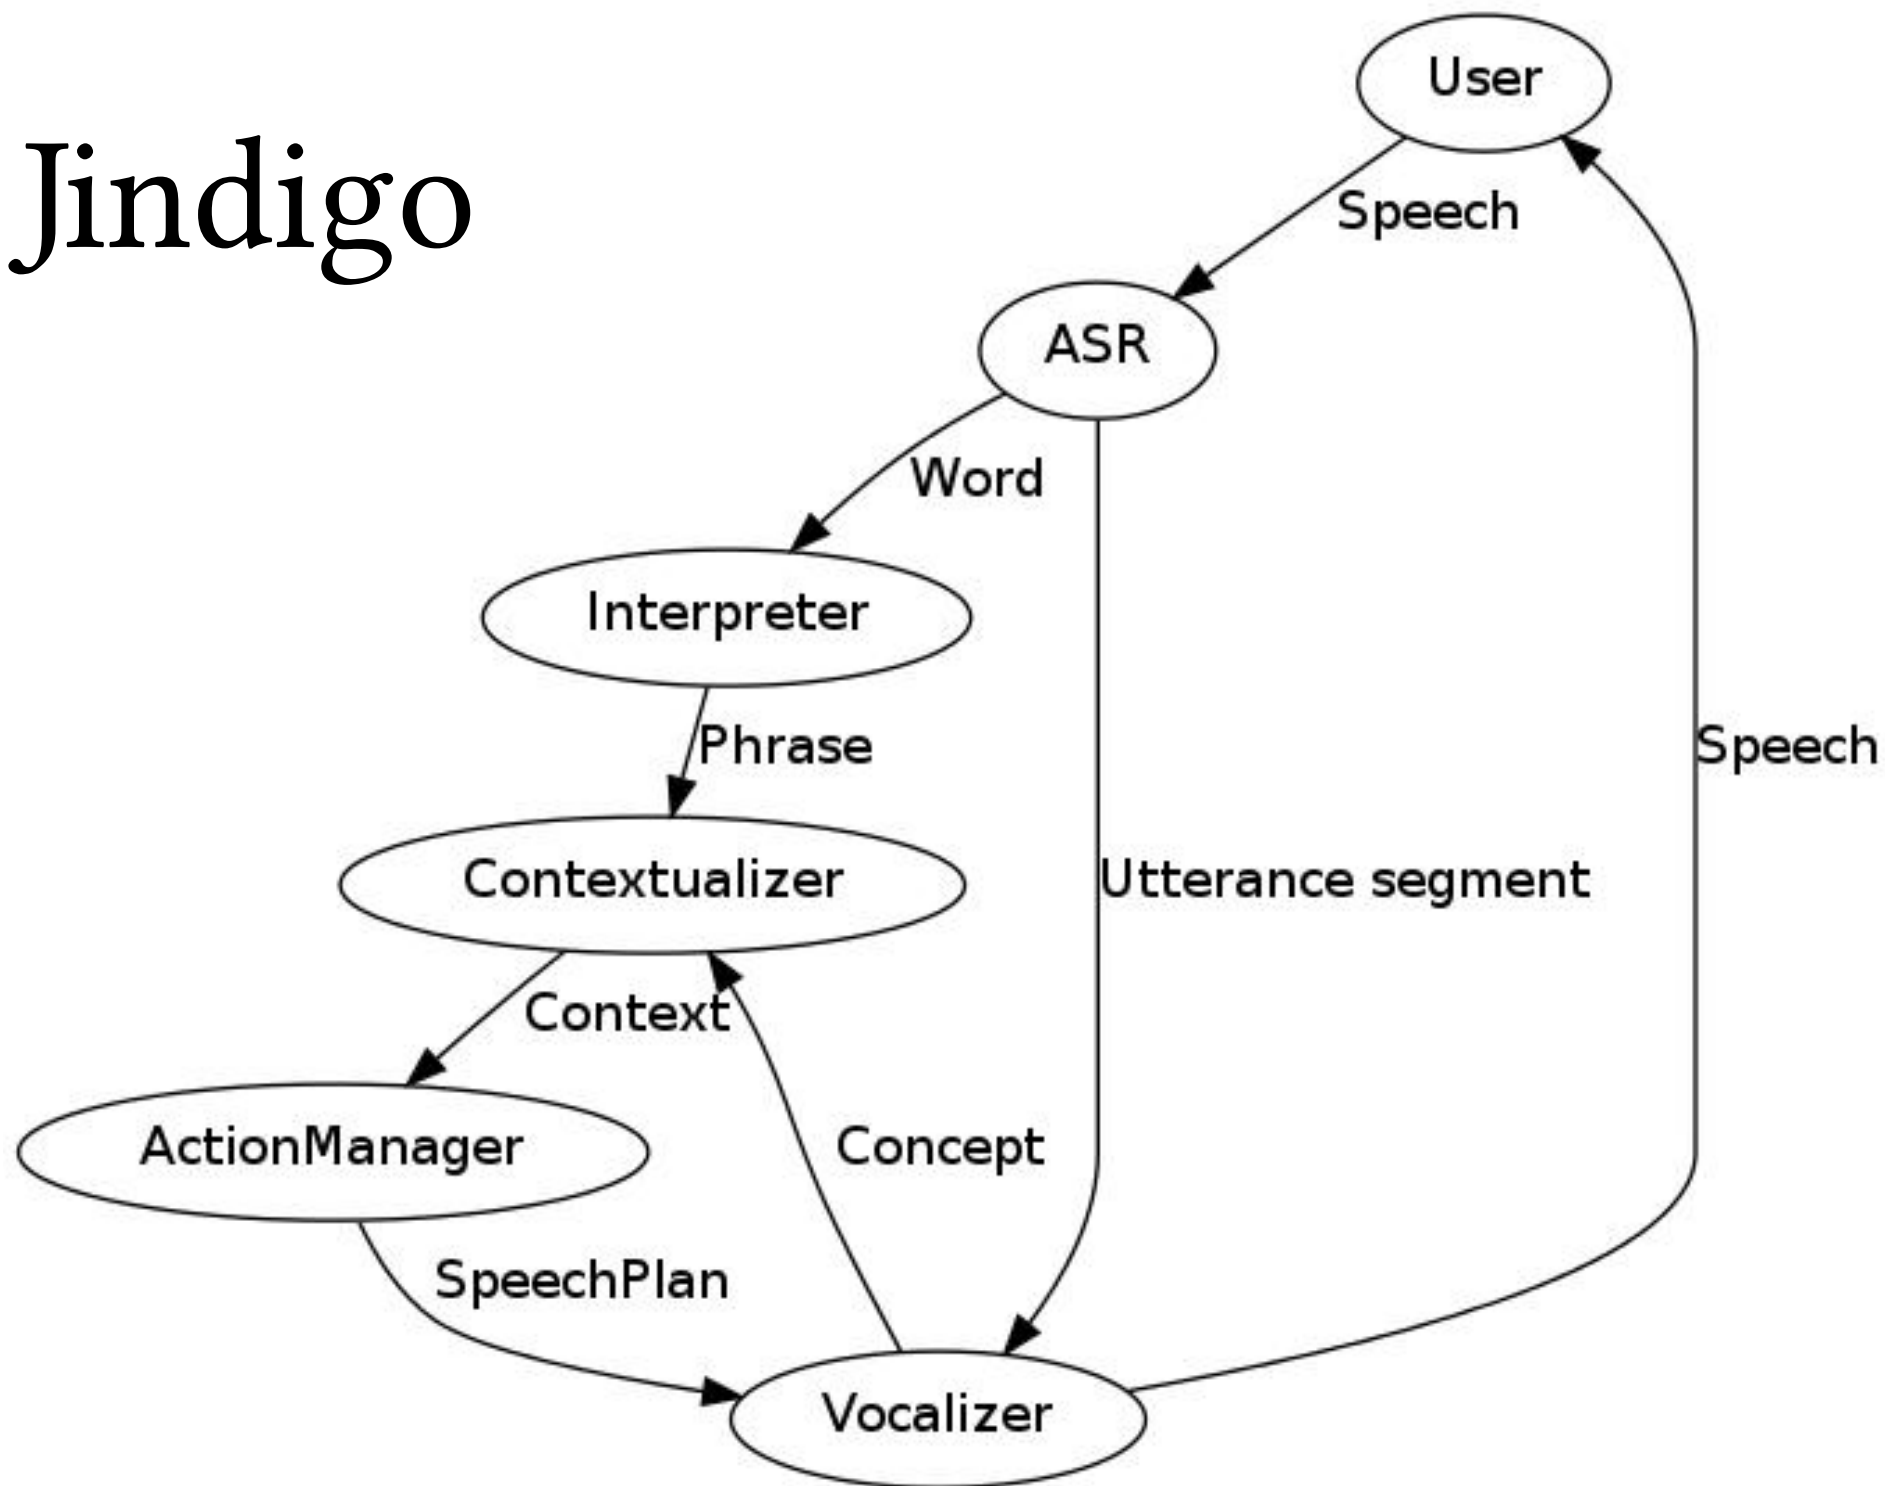 User
Jindigo
Speech
ASR
Word
Interpreter
Phrase
Speech
Contextualizer
Utterance segment
Context
ActionManager
Concept
SpeechPlan
Vocalizer